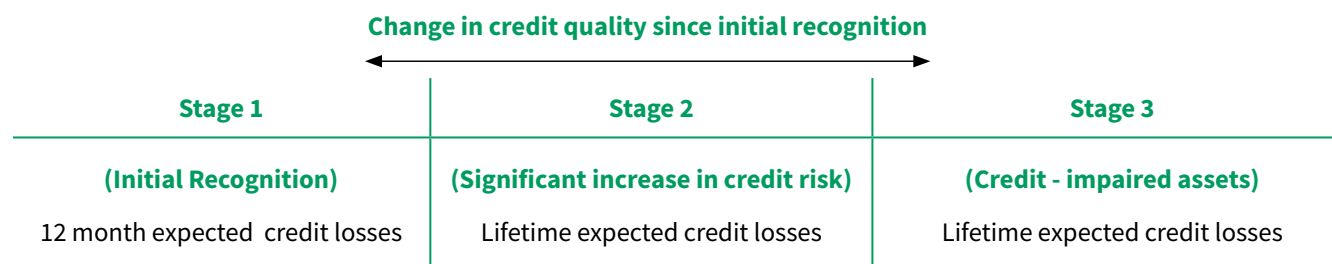 Change in credit quality since initial recognition
Stage 1
Stage 2
Stage 3
(Initial Recognition)
(Significant increase in credit risk)
(Credit - impaired assets)
12 month expected  credit losses
Lifetime expected credit losses
Lifetime expected credit losses